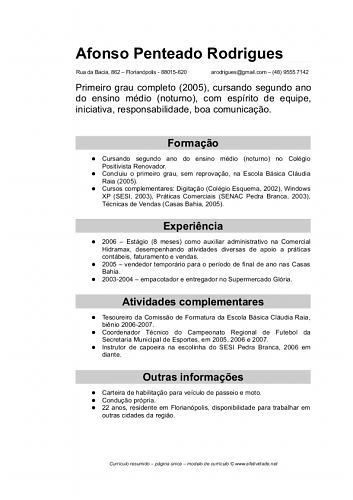 Afonso Penteado Rodrigues
Rua da Bacia, 862 – Florianópolis - 88015-620 arodrigues@gmail.com – (48) 9555 7142
Primeiro grau completo (2005), cursando segundo ano
do ensino médio (noturno), com espírito de equipe,
iniciativa, responsabilidade, boa comunicação.
Formação
● Cursando segundo ano do ensino médio (noturno) no Colégio
Positivista Renovador.
● Concluiu o primeiro grau, sem reprovação, na Escola Básica Cláudia
Raia (2005).
● Cursos complementares: Digitação (Colégio Esquema, 2002), Windows
XP (SESI, 2003), Práticas Comerciais (SENAC Pedra Branca, 2003),
Técnicas de Vendas (Casas Bahia, 2005).
Experiência
● 2006 – Estágio (8 meses) como auxiliar administrativo na Comercial
Hidramax, desempenhando atividades diversas de apoio a práticas
contábeis, faturamento e vendas.
● 2005 – vendedor temporário para o período de final de ano nas Casas
Bahia.
● 2003-2004 – empacotador e entregador no Supermercado Glória.
Atividades complementares
● Tesoureiro da Comissão de Formatura da Escola Básica Cláudia Raia,
biênio 2006-2007.
● Coordenador Técnico do Campeonato Regional de Futebol da
Secretaria Municipal de Esportes, em 2005, 2006 e 2007.
● Instrutor de capoeira na escolinha do SESI Pedra Branca, 2006 em
diante.
Outras informações
● Carteira de habilitação para veículo de passeio e moto.
● Condução própria.
● 22 anos, residente em Florianópolis, disponibilidade para trabalhar em
outras cidades da região.
Currículo resumido – página única – modelo de currículo © www.efetividade.net